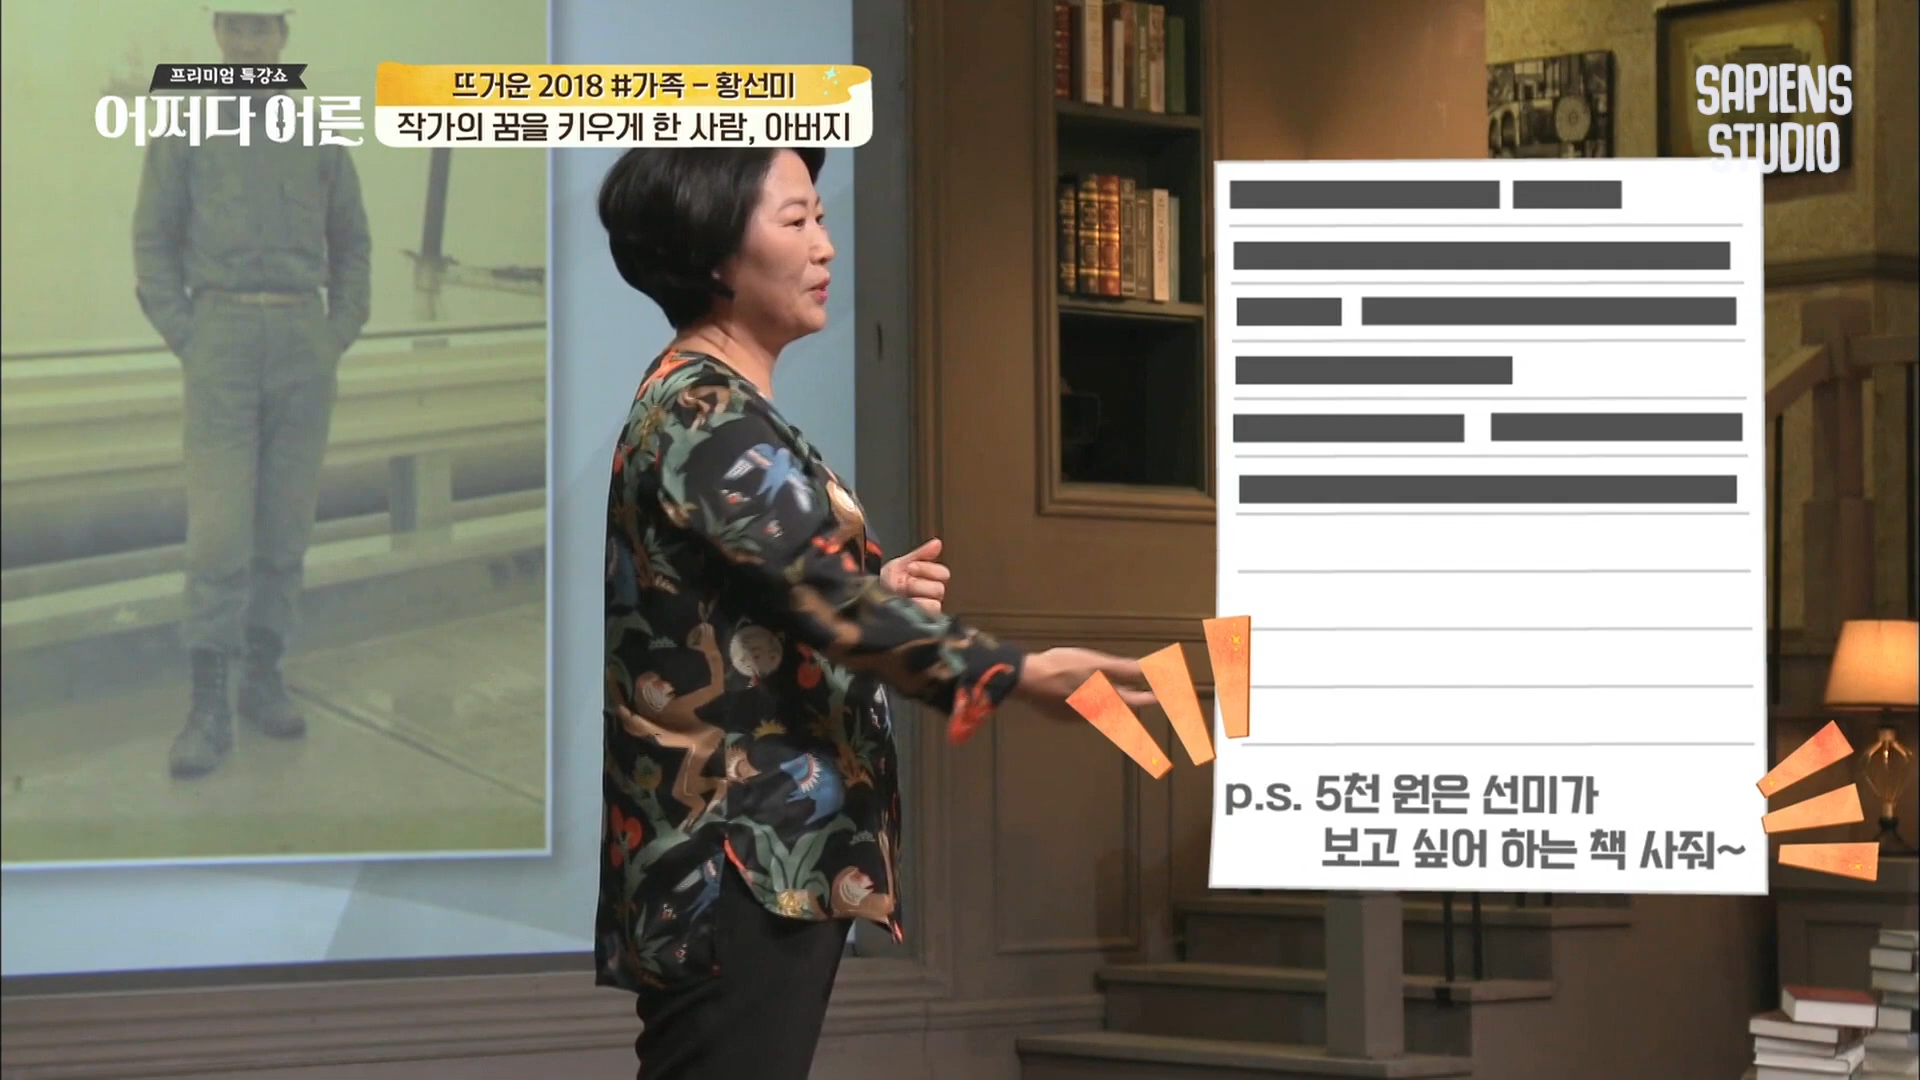 프리미엄 특강쇼
어쩌다 어른
뜨거운 2018 #가족 - 황선미
작가의 꿈을 키우게 한 사람, 아버지
SAPIENS
STUDIO
p.s. 5천 원은 선미가
보고 싶어 하는 책 사줘~